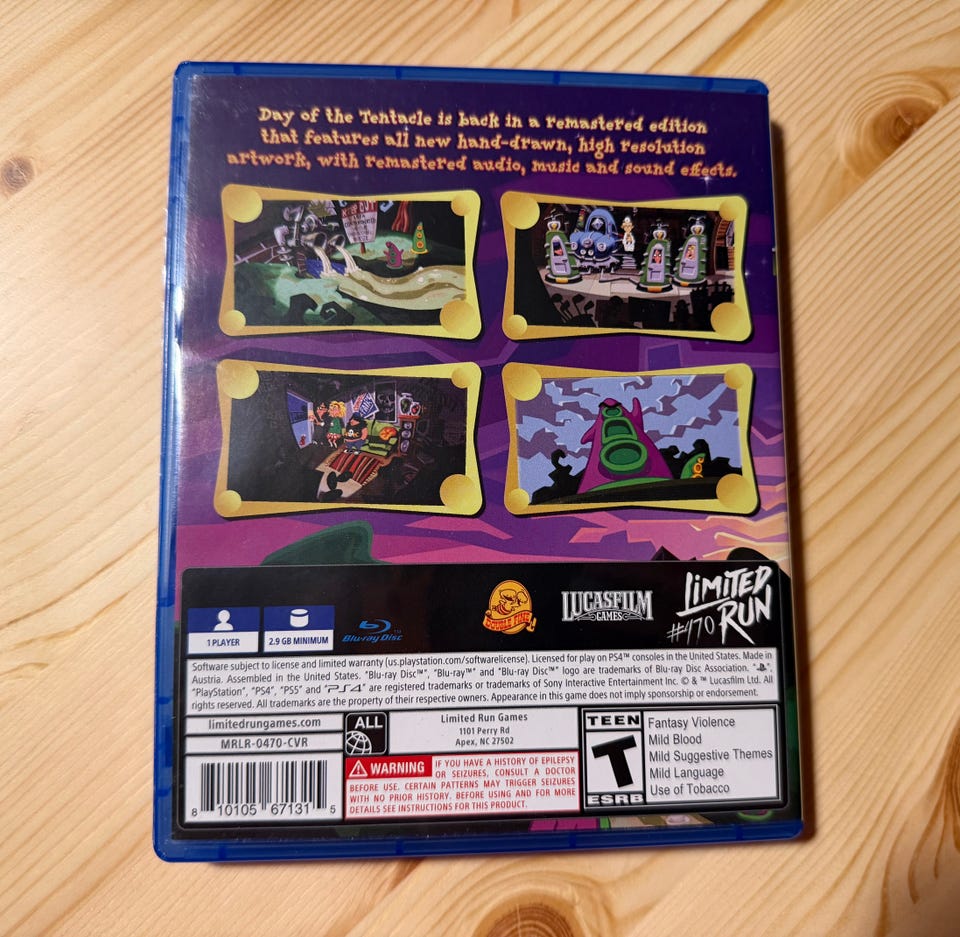 Day of the Tentacle is back in a remastered edition
that features all new hand-drawn, high resolution
artwork, with remastered audio, music and sound effects.
KEEP OUT
1 PLAYER
2.9 GB MINIMUM
Blu-ray Disc™
DOUBLE FINE
LUCASFILM
GAMES
LIMITED
RUN
#470
Software subject to license and limited warranty (us.playstation.com/softwarelicense). Licensed for play on PS4™ consoles in the United States. Made in
Austria. Assembled in the United States. "Blu-ray Disc™", "Blu-ray™" and "Blu-ray Disc™" logo are trademarks of Blu-ray Disc Association. "PS",
"PlayStation", "PS4", "PS5" and "PS4" are registered trademarks or trademarks of Sony Interactive Entertainment Inc. © & ™ Lucasfilm Ltd. All
rights reserved. All trademarks are the property of their respective owners. Appearance in this game does not imply sponsorship or endorsement.
limitedrungames.com
MRLR-0470-CVR
8 10105 67131 5
ALL
Limited Run Games
1101 Perry Rd
Apex, NC 27502
WARNING IF YOU HAVE A HISTORY OF EPILEPSY
OR SEIZURES, CONSULT A DOCTOR
BEFORE USE. CERTAIN PATTERNS MAY TRIGGER SEIZURES
WITH NO PRIOR HISTORY. BEFORE USING AND FOR MORE
DETAILS SEE INSTRUCTIONS FOR THIS PRODUCT.
TEEN
T
ESRB
Fantasy Violence
Mild Blood
Mild Suggestive Themes
Mild Language
Use of Tobacco